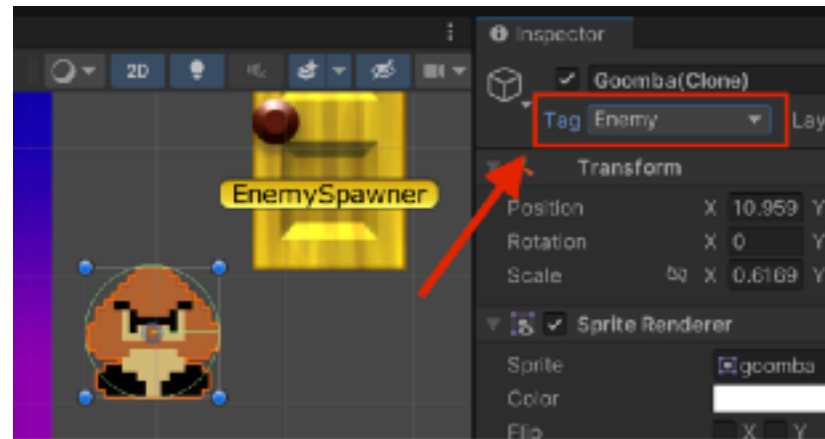 Inspector
2D
Goomba(Clone)
Tag Enemy Lay
EnemySpawner
Transform
Position X 10.959 Y
Rotation X 0 Y
Scale X 0.6169 Y
Sprite Renderer
Sprite goomba
Color
Flip X Y